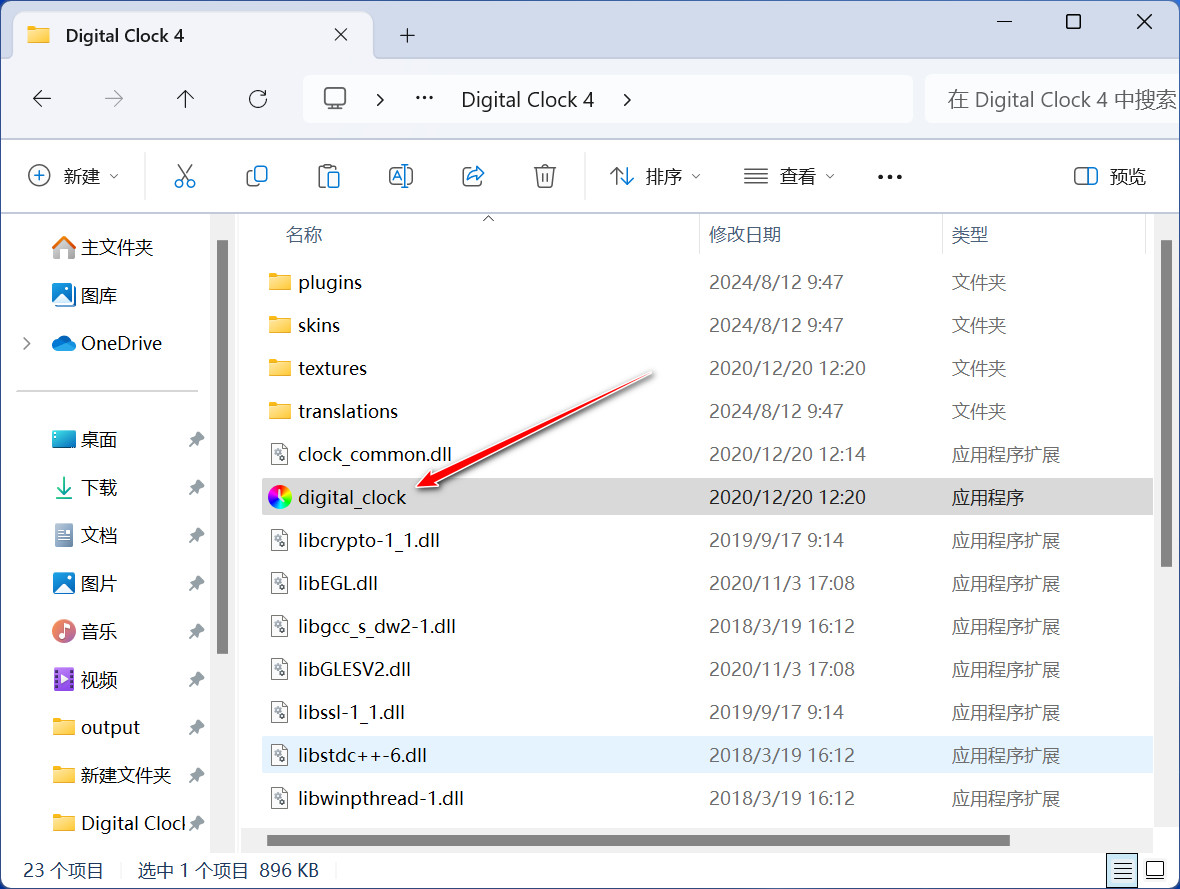 Digital Clock 4
Digital Clock 4
在 Digital Clock 4 中搜索
新建
排序
查看
预览
主文件夹
图库
OneDrive
桌面
下载
文档
图片
音乐
视频
output
新建文件夹
Digital Clock
名称 修改日期 类型
plugins 2024/8/12 9:47 文件夹
skins 2024/8/12 9:47 文件夹
textures 2020/12/20 12:20 文件夹
translations 2024/8/12 9:47 文件夹
clock_common.dll 2020/12/20 12:14 应用程序扩展
digital_clock 2020/12/20 12:20 应用程序
libcrypto-1_1.dll 2019/9/17 9:14 应用程序扩展
libEGL.dll 2020/11/3 17:08 应用程序扩展
libgcc_s_dw2-1.dll 2018/3/19 16:12 应用程序扩展
libGLESV2.dll 2020/11/3 17:08 应用程序扩展
libssl-1_1.dll 2019/9/17 9:14 应用程序扩展
libstdc++-6.dll 2018/3/19 16:12 应用程序扩展
libwinpthread-1.dll 2018/3/19 16:12 应用程序扩展
23 个项目 选中 1 个项目 896 KB